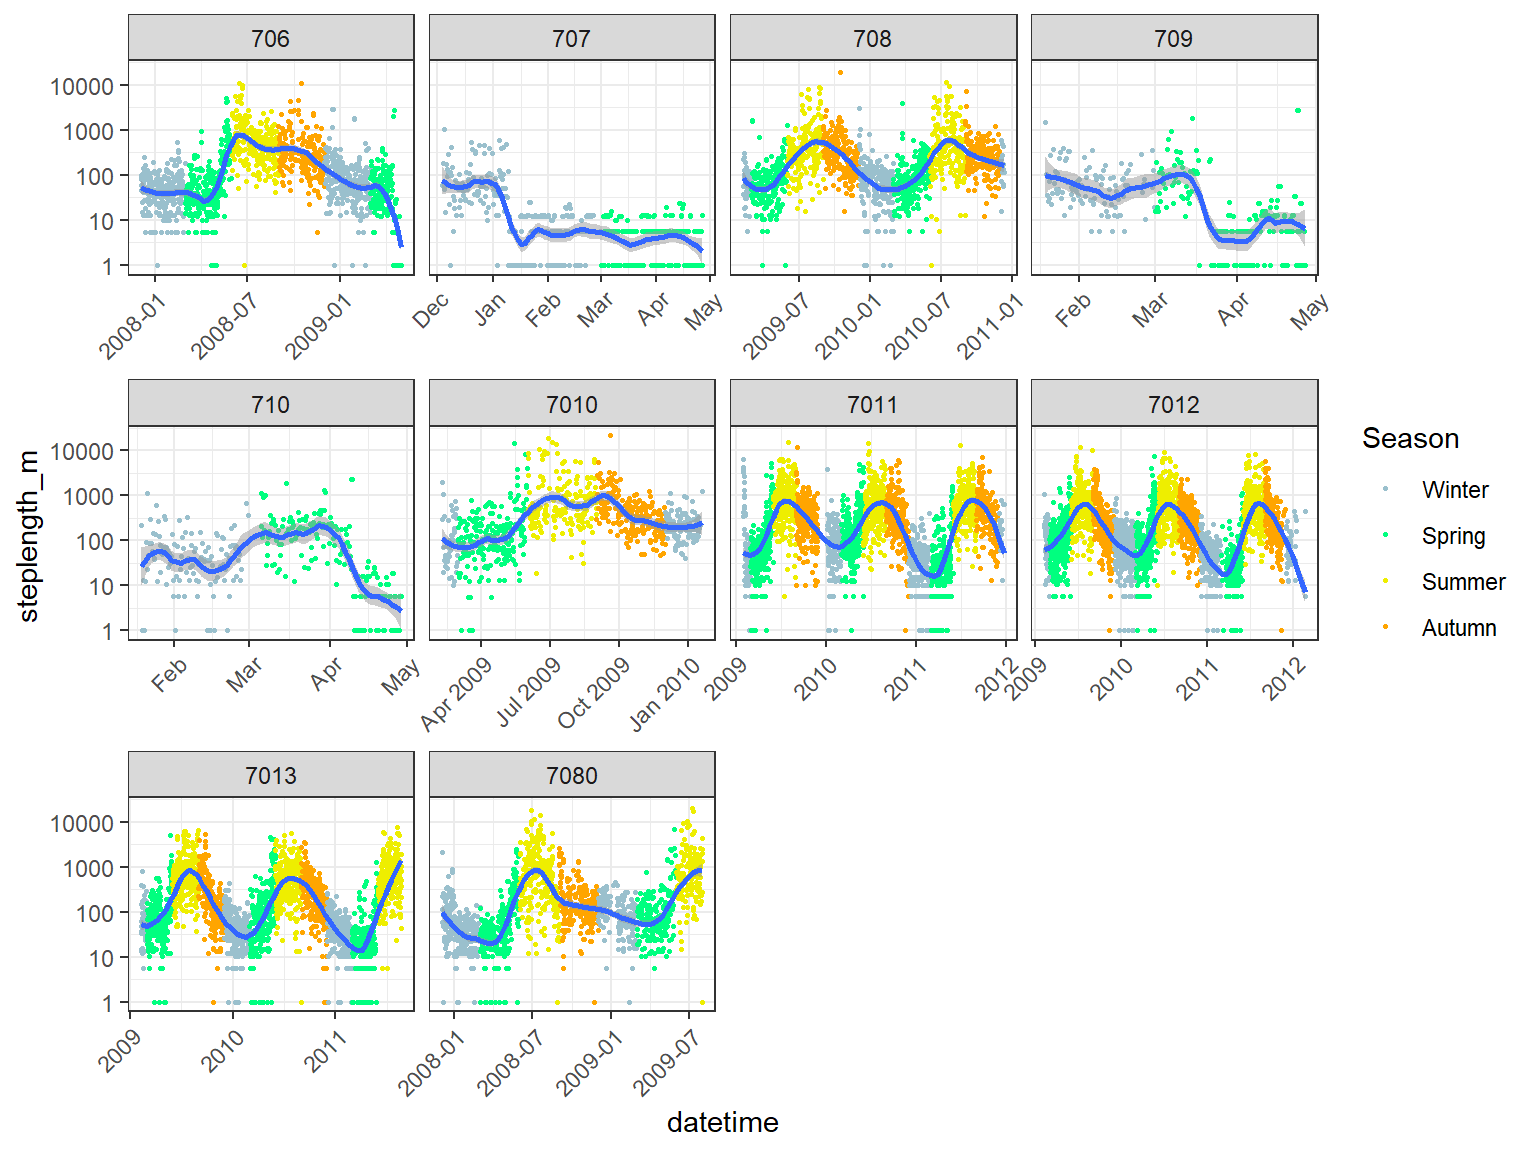 706 707 708 709
10000
1000
100
10
1
2008-01 2008-07 2009-01 Dec Jan Feb Mar Apr May 2009-07 2010-01 2010-07 2011-01 Feb Mar Apr May
710 7010 7011 7012
10000
1000
100
10
1
Feb Mar Apr May Apr 2009 Jul 2009 Oct 2009 Jan 2010 2009 2010 2011 2012 2009 2010 2011 2012
7013 7080
10000
1000
100
10
1
2009 2010 2011 2008-01 2008-07 2009-01 2009-07
datetime
steplength_m
Season
Winter
Spring
Summer
Autumn